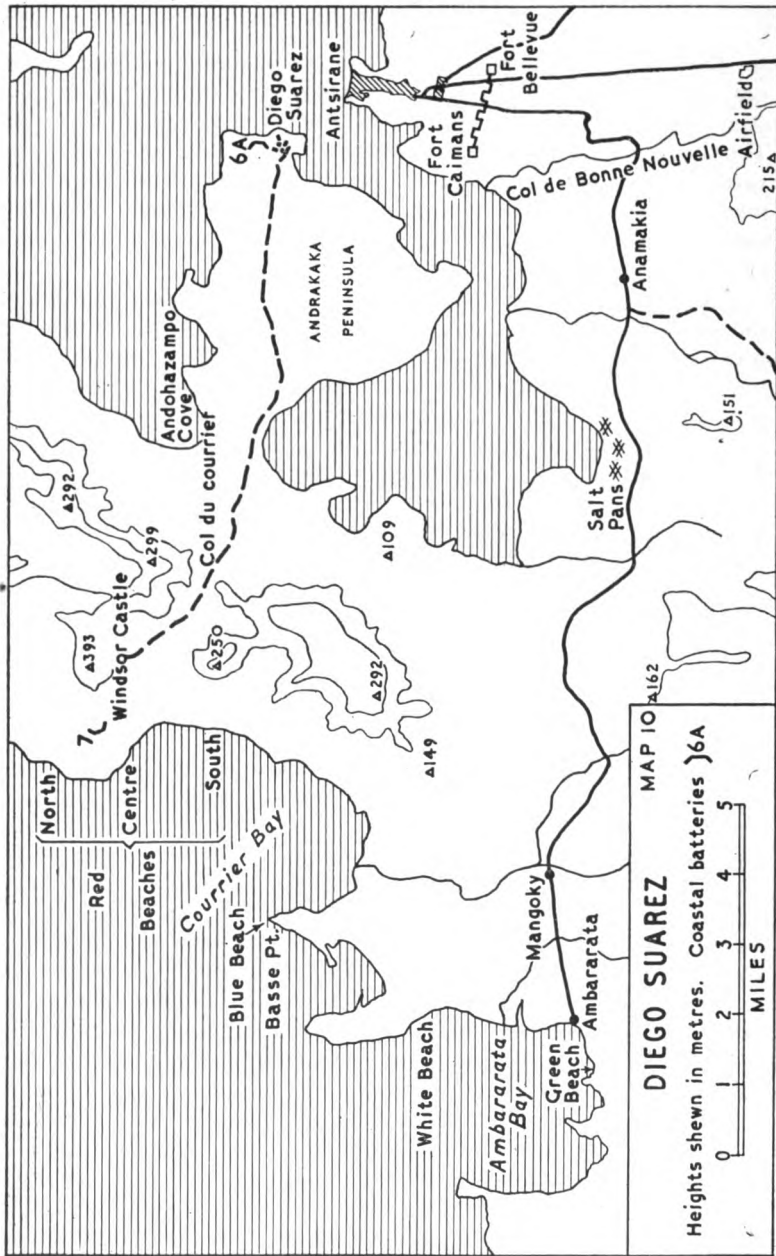 6A
Diego
Suarez
Antsirane
Fort
Bellevue
Fort
Caimans
Col de Bonne Nouvelle
Airfield
215
Anamakia
ANDRAKAKA
PENINSULA
Andohazampo
Cove
Col du courrier
292
299
393
Windsor Castle
7
250
292
149
109
Salt
Pans
151
162
North
Centre
South
Red
Beaches
Courrier Bay
Blue Beach
Basse Pt.
White Beach
Ambararata
Bay
Green
Beach
Mangoky
Ambararata
DIEGO SUAREZ
MAP 10
Heights shewn in metres. Coastal batteries 6A
0 1 2 3 4 5
MILES